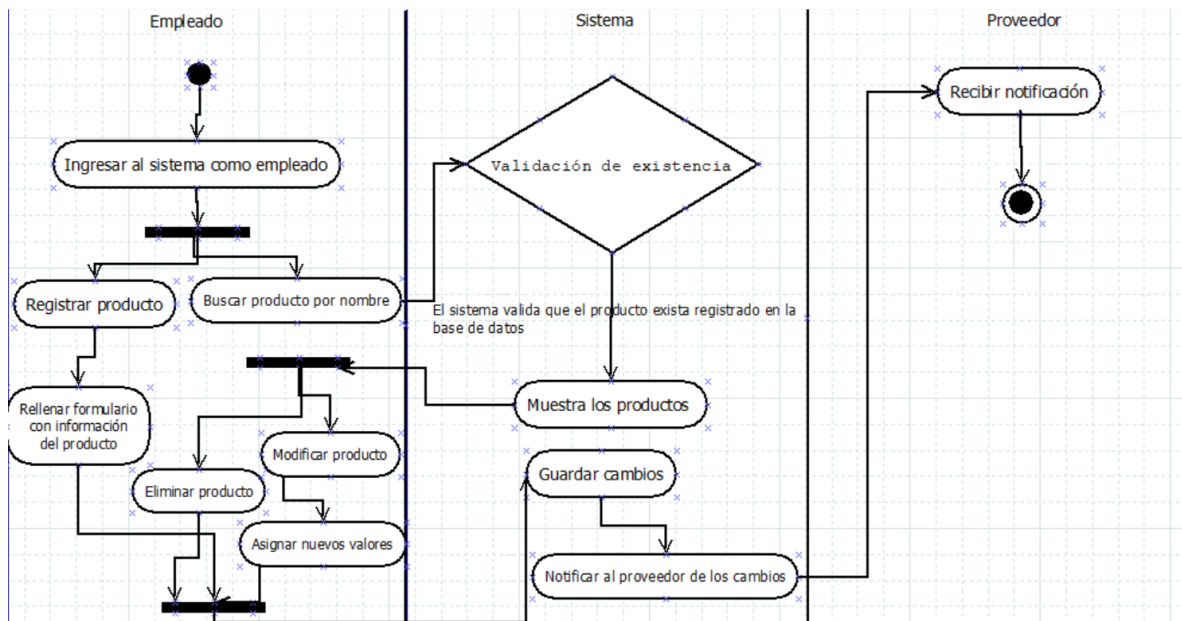 Empleado
Sistema
Proveedor
Ingresar al sistema como empleado
Registrar producto
Buscar producto por nombre
Rellenar formulario
con información
del producto
Modificar producto
Eliminar producto
Asignar nuevos valores
Validación de existencia
El sistema valida que el producto exista registrado en la
base de datos
Muestra los productos
Guardar cambios
Notificar al proveedor de los cambios
Recibir notificación